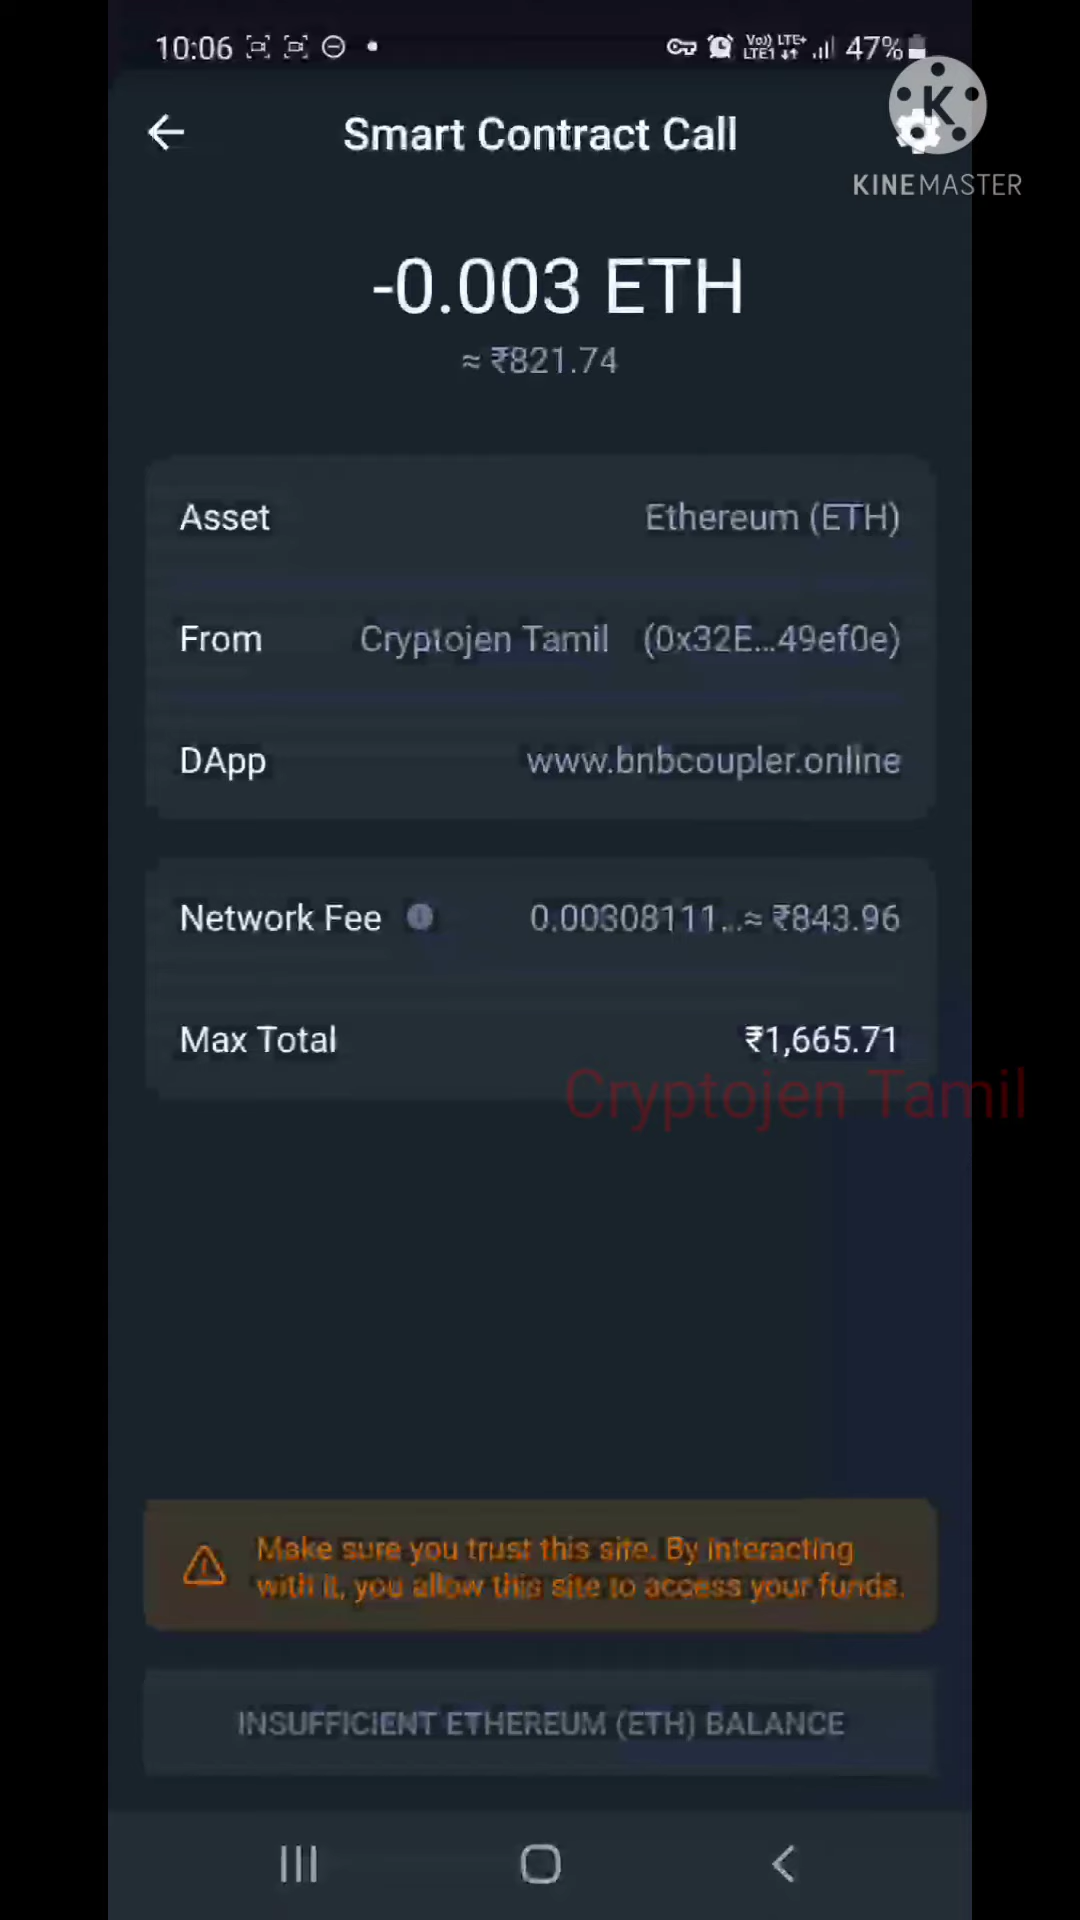 10:06 Vo)) LTE+ LTE1 47%
Smart Contract Call
K
KINEMASTER
-0.003 ETH
≈ ₹821.74
Asset Ethereum (ETH)
From Cryptojen Tamil (0x32E...49ef0e)
DApp www.bnbcoupler.online
Network Fee 0.00308111...≈ ₹843.96
Max Total ₹1,665.71
Cryptojen Tamil
Make sure you trust this site. By interacting
with it, you allow this site to access your funds.
INSUFFICIENT ETHEREUM (ETH) BALANCE